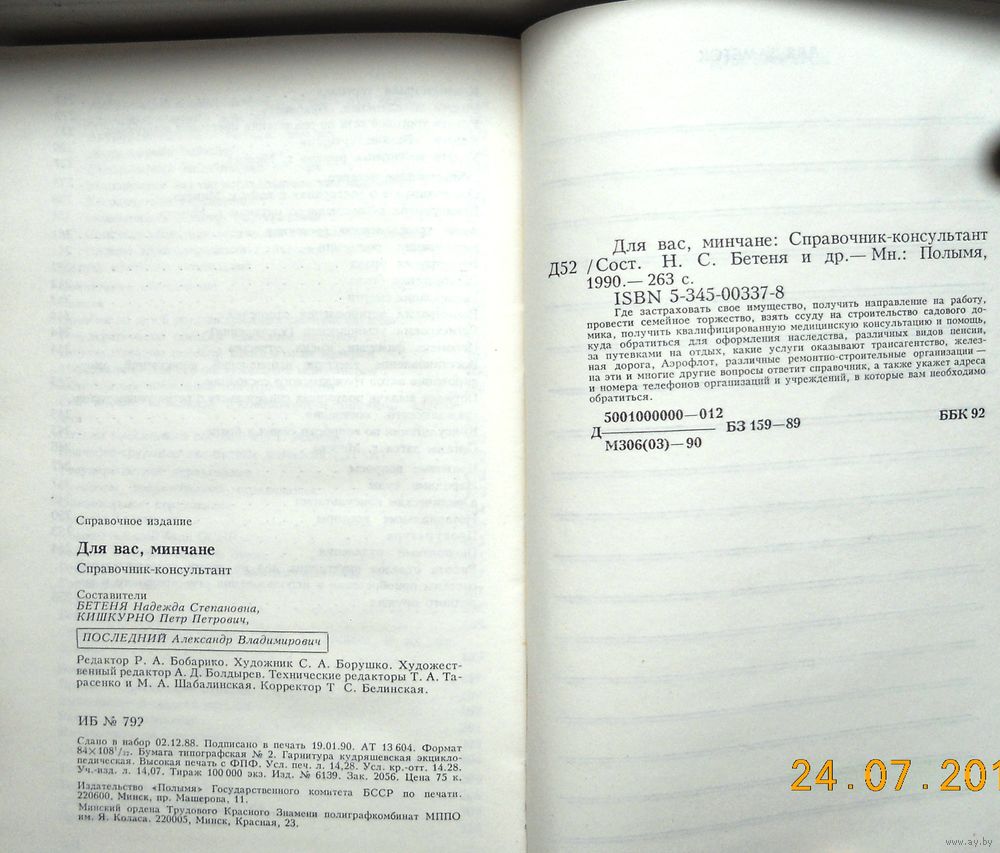 Справочное издание
Для вас, минчане
Справочник-консультант
Составители
БЕТЕНЯ Надежда Степановна,
КИШКУРНО Петр Петрович,
ПОСЛЕДНИЙ Александр Владимирович
Редактор Р. А. Бобарико. Художник С. А. Борушко. Художест-
венный редактор А. Д. Болдырев. Технические редакторы Т. А. Та-
расенко и М. А. Шабалинская. Корректор Т С. Белинская.
ИБ № 792
Сдано в набор 02.12.88. Подписано в печать 19.01.90. АТ 13604. Формат
84×108¹/₃₂. Бумага типографская № 2. Гарнитура кудряшевская энцикло-
педическая. Высокая печать с ФПФ. Усл. печ. л. 14,28. Усл. кр.-отт. 14.28.
Уч.-изд. л. 14,07. Тираж 100 000 экз. Изд. № 6139. Зак. 2056. Цена 75 к.
Издательство «Полымя» Государственного комитета БССР по печати.
220600, Минск, пр. Машерова, 11.
Минский ордена Трудового Красного Знамени полиграфкомбинат МППО
им. Я. Коласа. 220005, Минск, Красная, 23.
Для вас, минчане: Справочник-консультант
Д52 /Сост. Н. С. Бетеня и др.— Мн.: Полымя,
1990.— 263 с.
ISBN 5-345-00337-8
Где застраховать свое имущество, получить направление на работу,
провести семейное торжество, взять ссуду на строительство садового до-
мика, получить квалифицированную медицинскую консультацию и помощь,
куда обратиться для оформления наследства, различных видов пенсии,
за путевками на отдых, какие услуги оказывают трансагентство, желез-
ная дорога, Аэрофлот, различные ремонтно-строительные организации —
на эти и многие другие вопросы ответит справочник, а также укажет адреса
и номера телефонов организаций и учреждений, в которые вам необходимо
обратиться.
5001000000—012
Д БЗ 159—89 ББК 92
М306(03)—90
24.07.201
www.ay.by